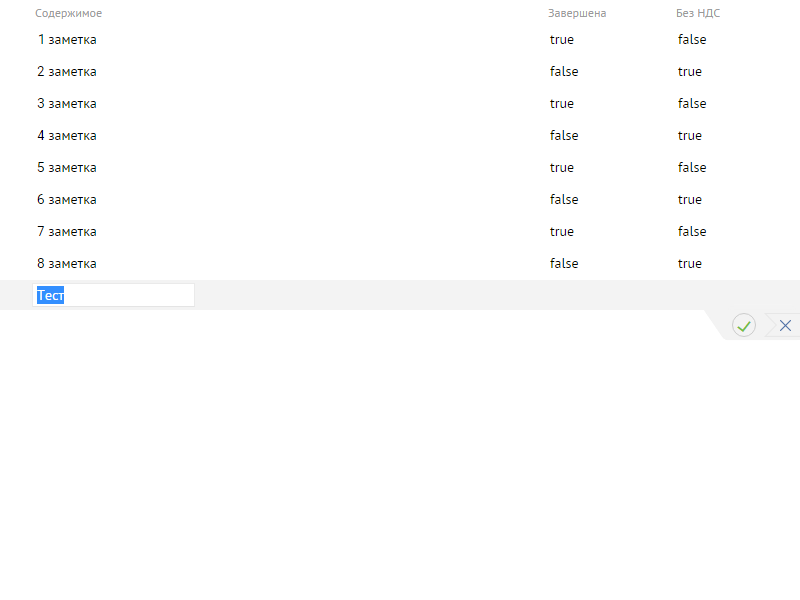 Содержимое Завершена Без НДС
1 заметка true false
2 заметка false true
3 заметка true false
4 заметка false true
5 заметка true false
6 заметка false true
7 заметка true false
8 заметка false true
Тест